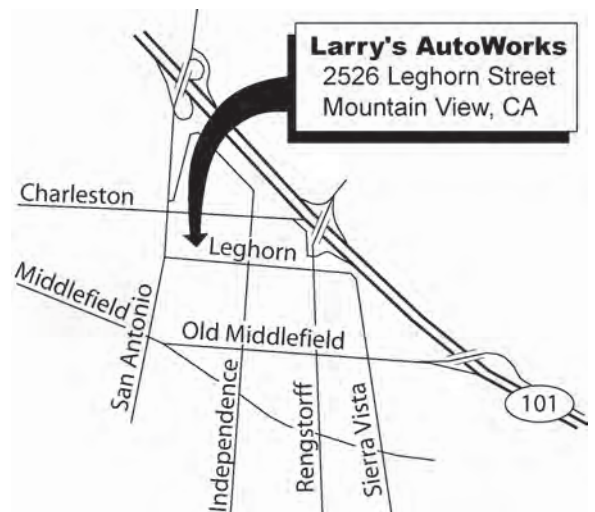 Larry's AutoWorks
2526 Leghorn Street
Mountain View, CA
Charleston
Leghorn
Middlefield
San Antonio
Old Middlefield
Independence
Rengstorff
Sierra Vista
101